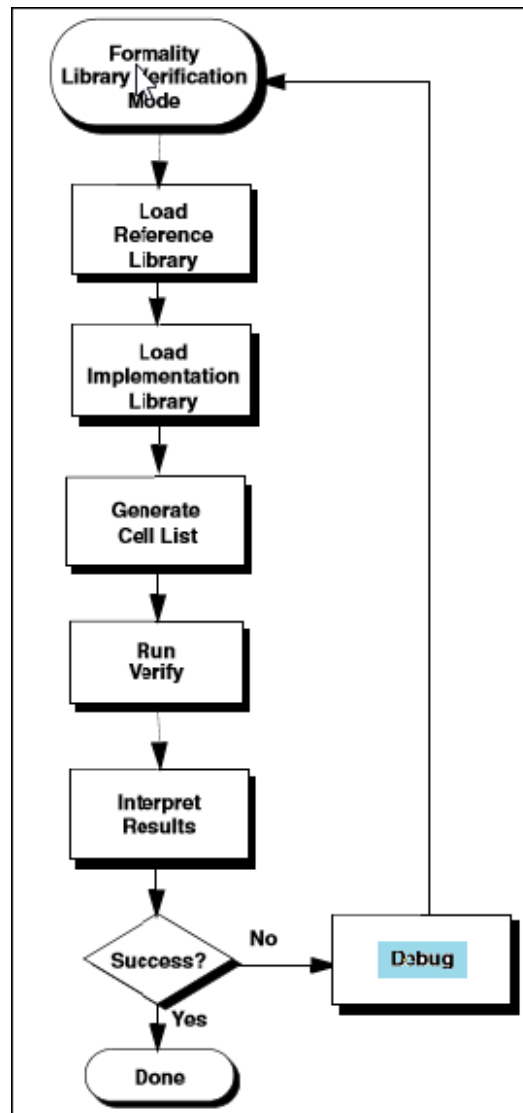 Formality
Library Verification
Mode
Load
Reference
Library
Load
Implementation
Library
Generate
Cell List
Run
Verify
Interpret
Results
Success?
No
Debug
Yes
Done